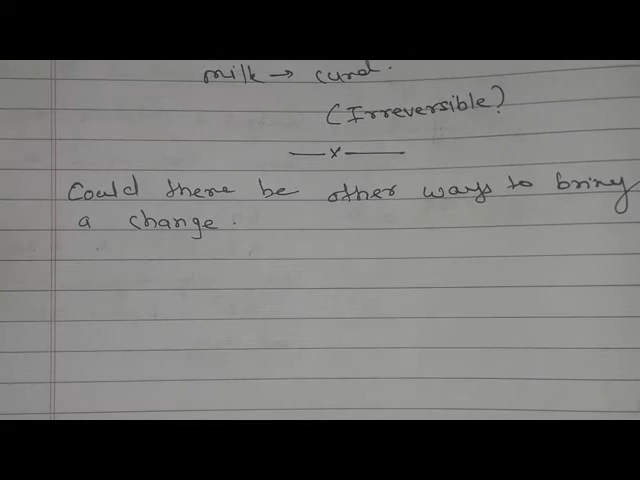 milk → curd.
(Irreversible?)
—x—
Could there be other ways to bring
a change.